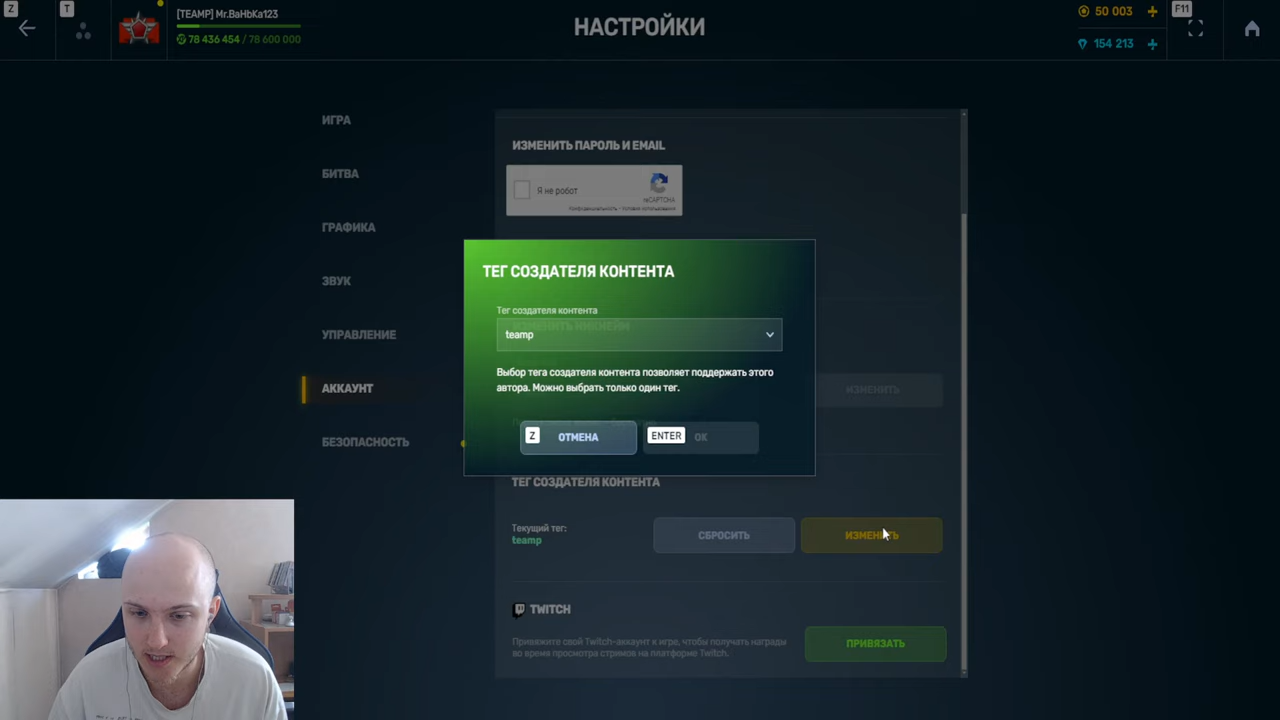 Z
T
[TEAMP] Mr.BaHbKa123
78 436 454 / 78 600 000
НАСТРОЙКИ
50 003
154 213
F11
ИГРА
БИТВА
ГРАФИКА
ЗВУК
УПРАВЛЕНИЕ
АККАУНТ
БЕЗОПАСНОСТЬ
ИЗМЕНИТЬ ПАРОЛЬ И EMAIL
Я не робот
reCAPTCHA
Конфиденциальность - Условия использования
ТЕГ СОЗДАТЕЛЯ КОНТЕНТА
Тег создателя контента
teamp
Выбор тега создателя контента позволяет поддержать этого
автора. Можно выбрать только один тег.
Z ОТМЕНА
ENTER ОК
ИЗМЕНИТЬ
ТЕГ СОЗДАТЕЛЯ КОНТЕНТА
Текущий тег:
teamp
СБРОСИТЬ
ИЗМЕНИТЬ
TWITCH
Привяжите свой Twitch-аккаунт к игре, чтобы получать награды
во время просмотра стримов на платформе Twitch.
ПРИВЯЗАТЬ